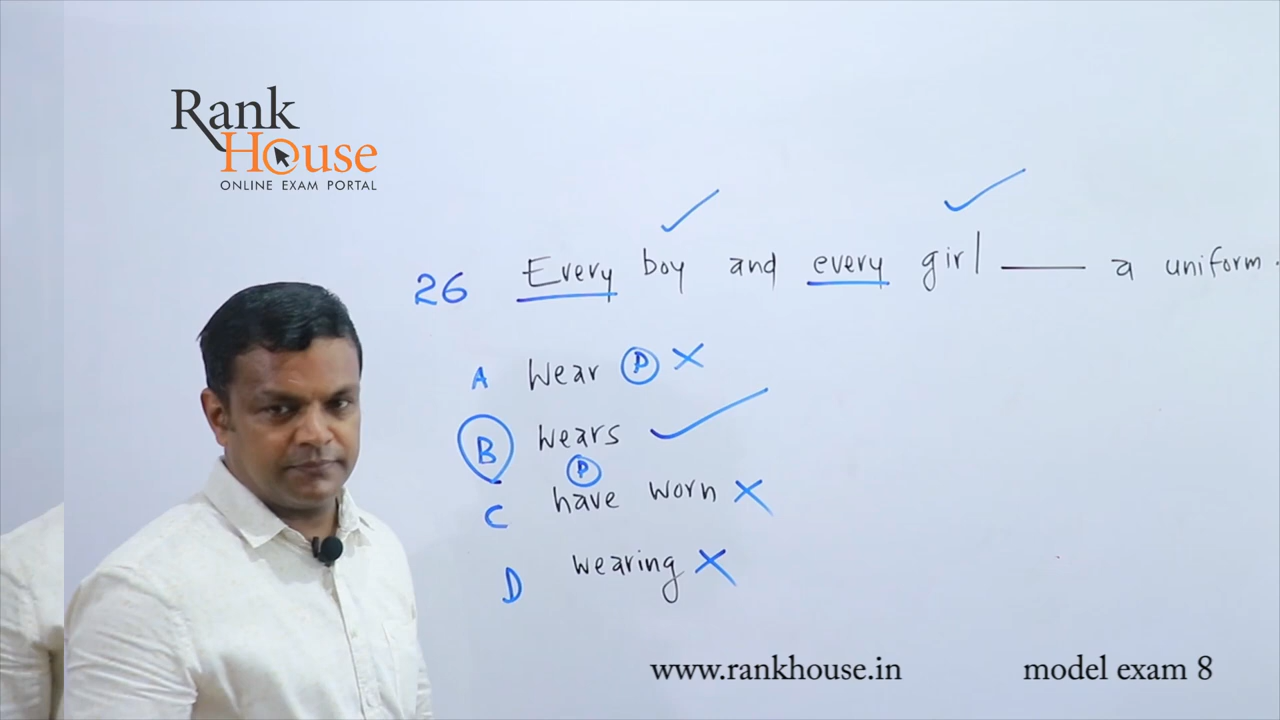 Rank
House
ONLINE EXAM PORTAL
26 Every boy and every girl ____ a uniform.
A Wear P
B Wears
P
C have worn
D wearing
www.rankhouse.in model exam 8